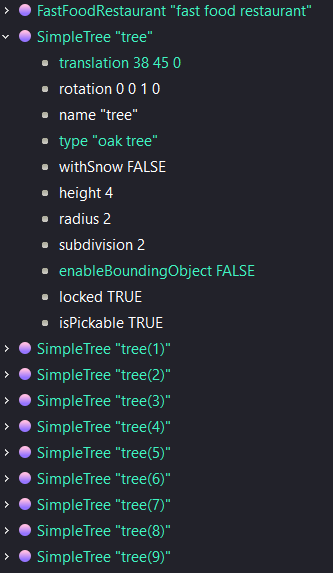 FastFoodRestaurant "fast food restaurant"
SimpleTree "tree"
translation 38 45 0
rotation 0 0 1 0
name "tree"
type "oak tree"
withSnow FALSE
height 4
radius 2
subdivision 2
enableBoundingObject FALSE
locked TRUE
isPickable TRUE
SimpleTree "tree(1)"
SimpleTree "tree(2)"
SimpleTree "tree(3)"
SimpleTree "tree(4)"
SimpleTree "tree(5)"
SimpleTree "tree(6)"
SimpleTree "tree(7)"
SimpleTree "tree(8)"
SimpleTree "tree(9)"